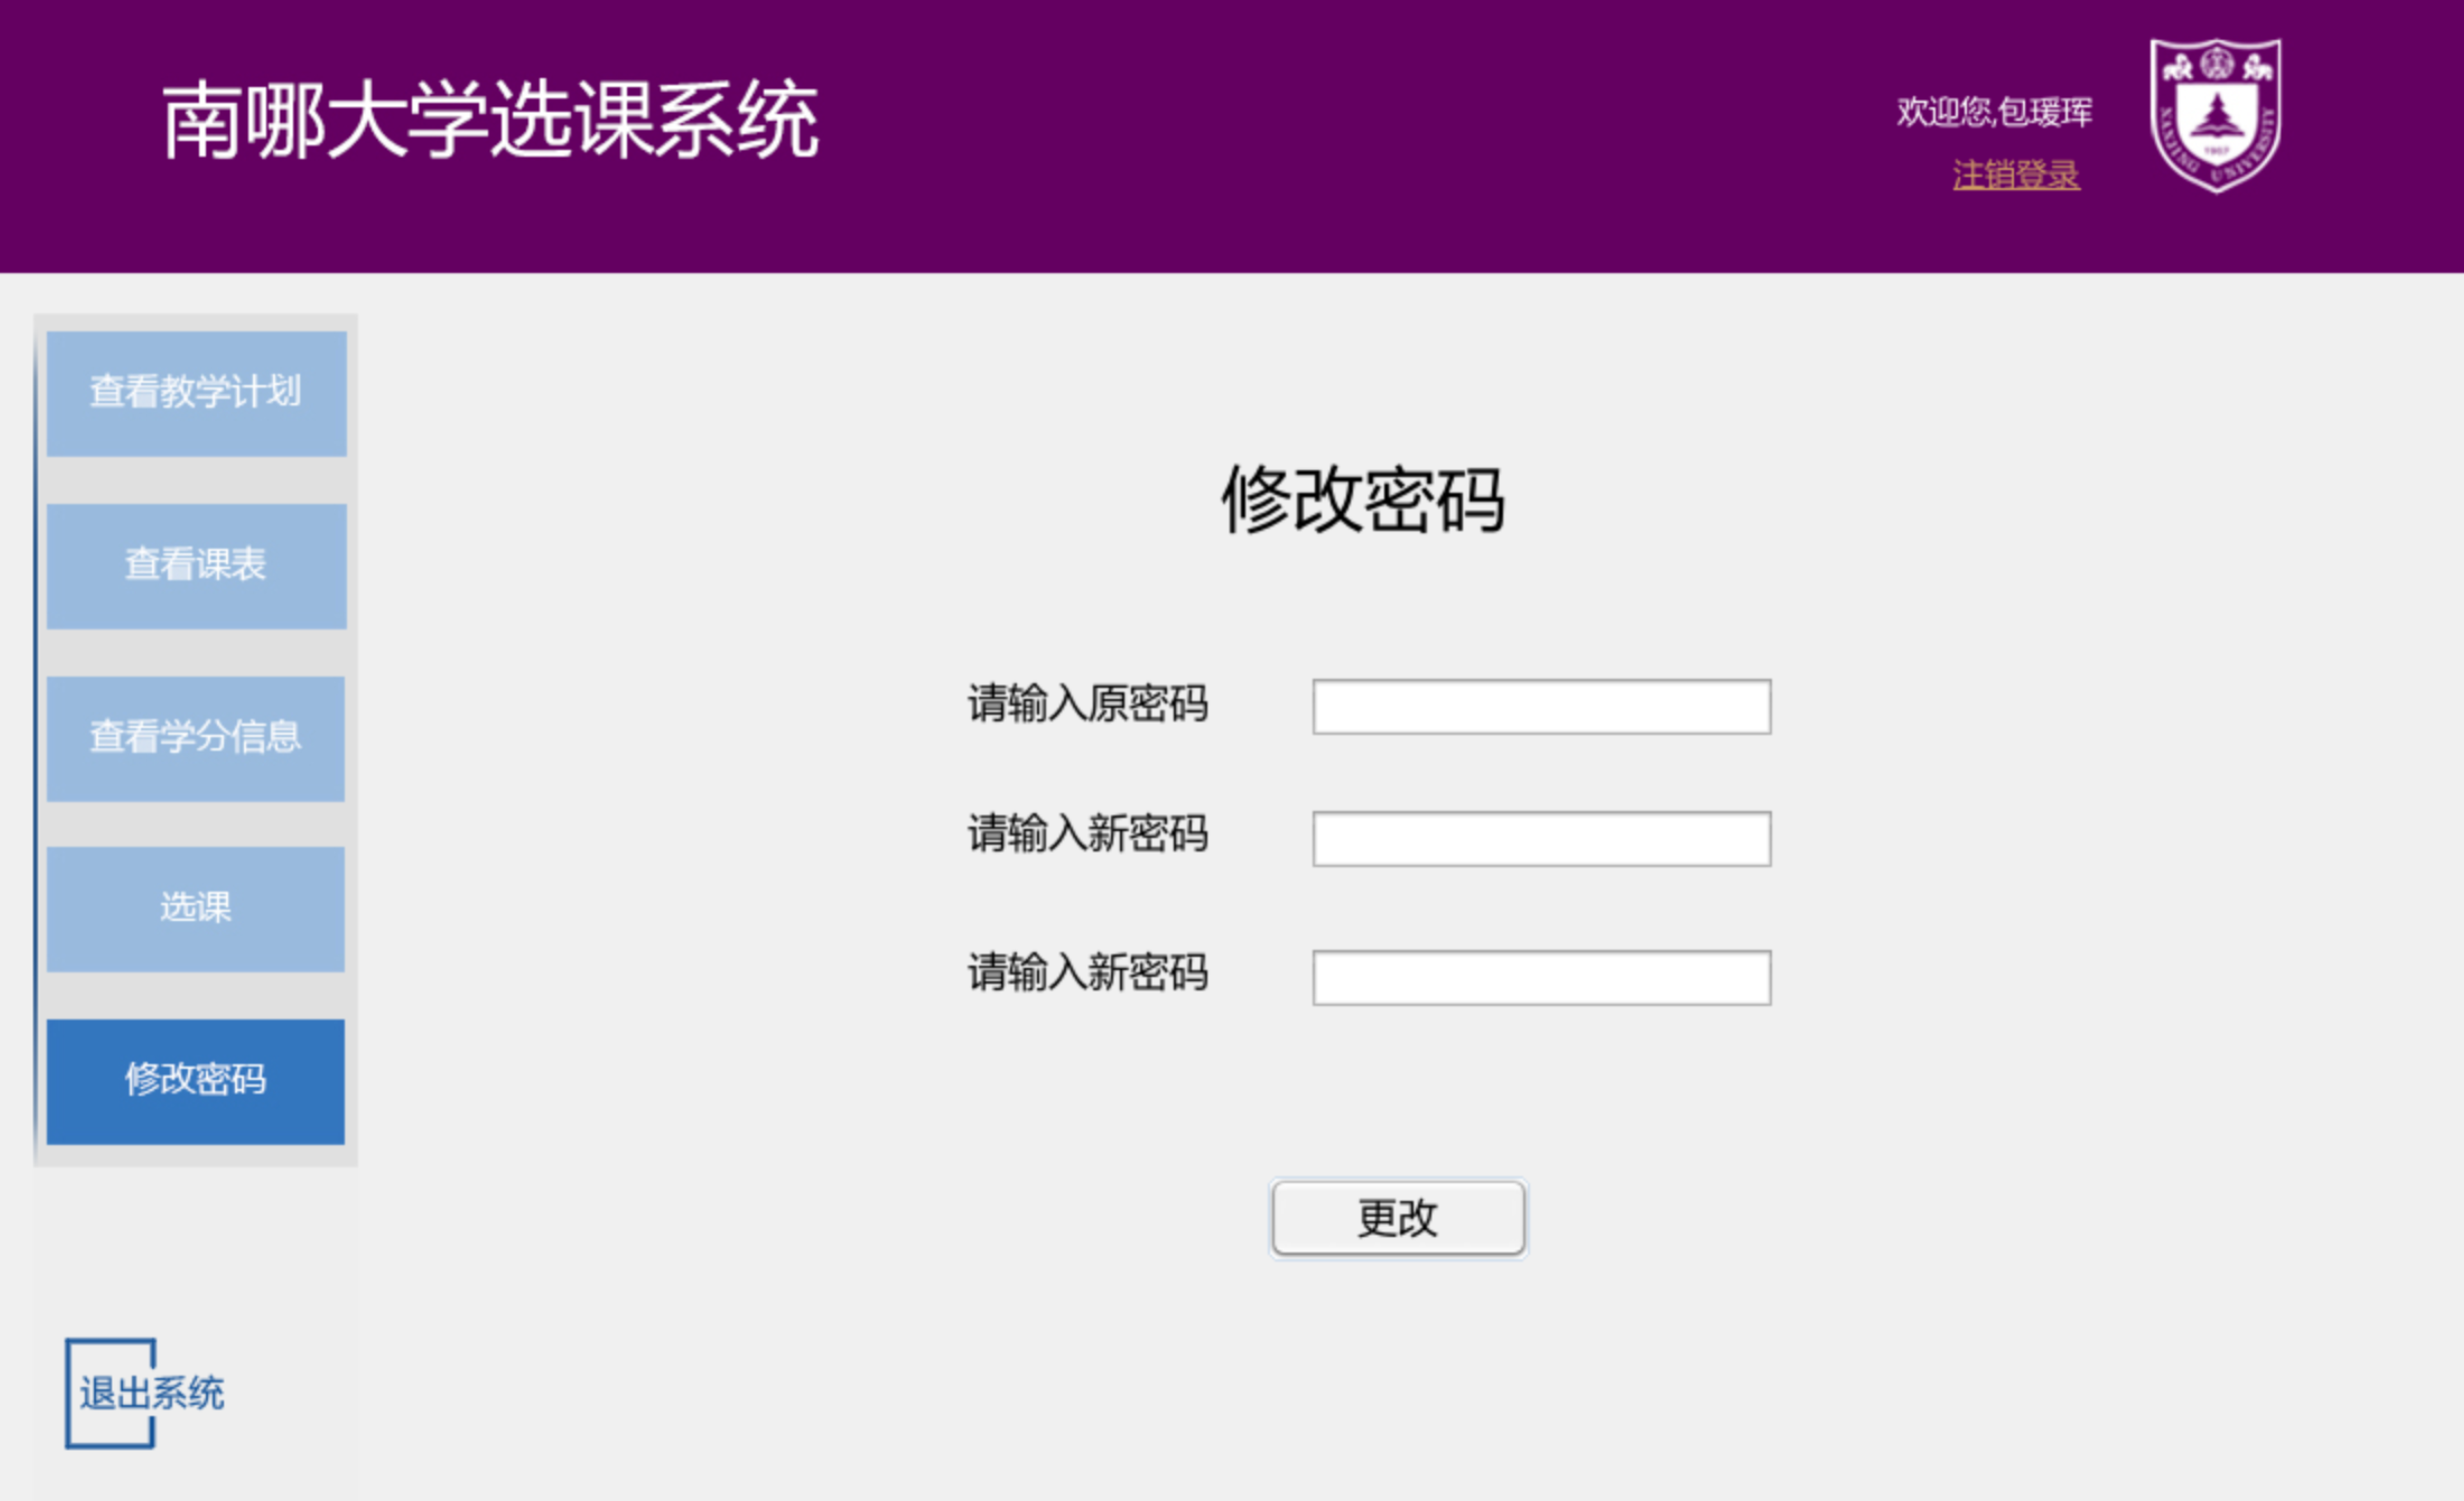 南哪大学选课系统
欢迎您,包瑗珲
注销登录
NANJING UNIVERSITY
1902
查看教学计划
查看课表
查看学分信息
选课
修改密码
修改密码
请输入原密码
请输入新密码
请输入新密码
更改
退出系统